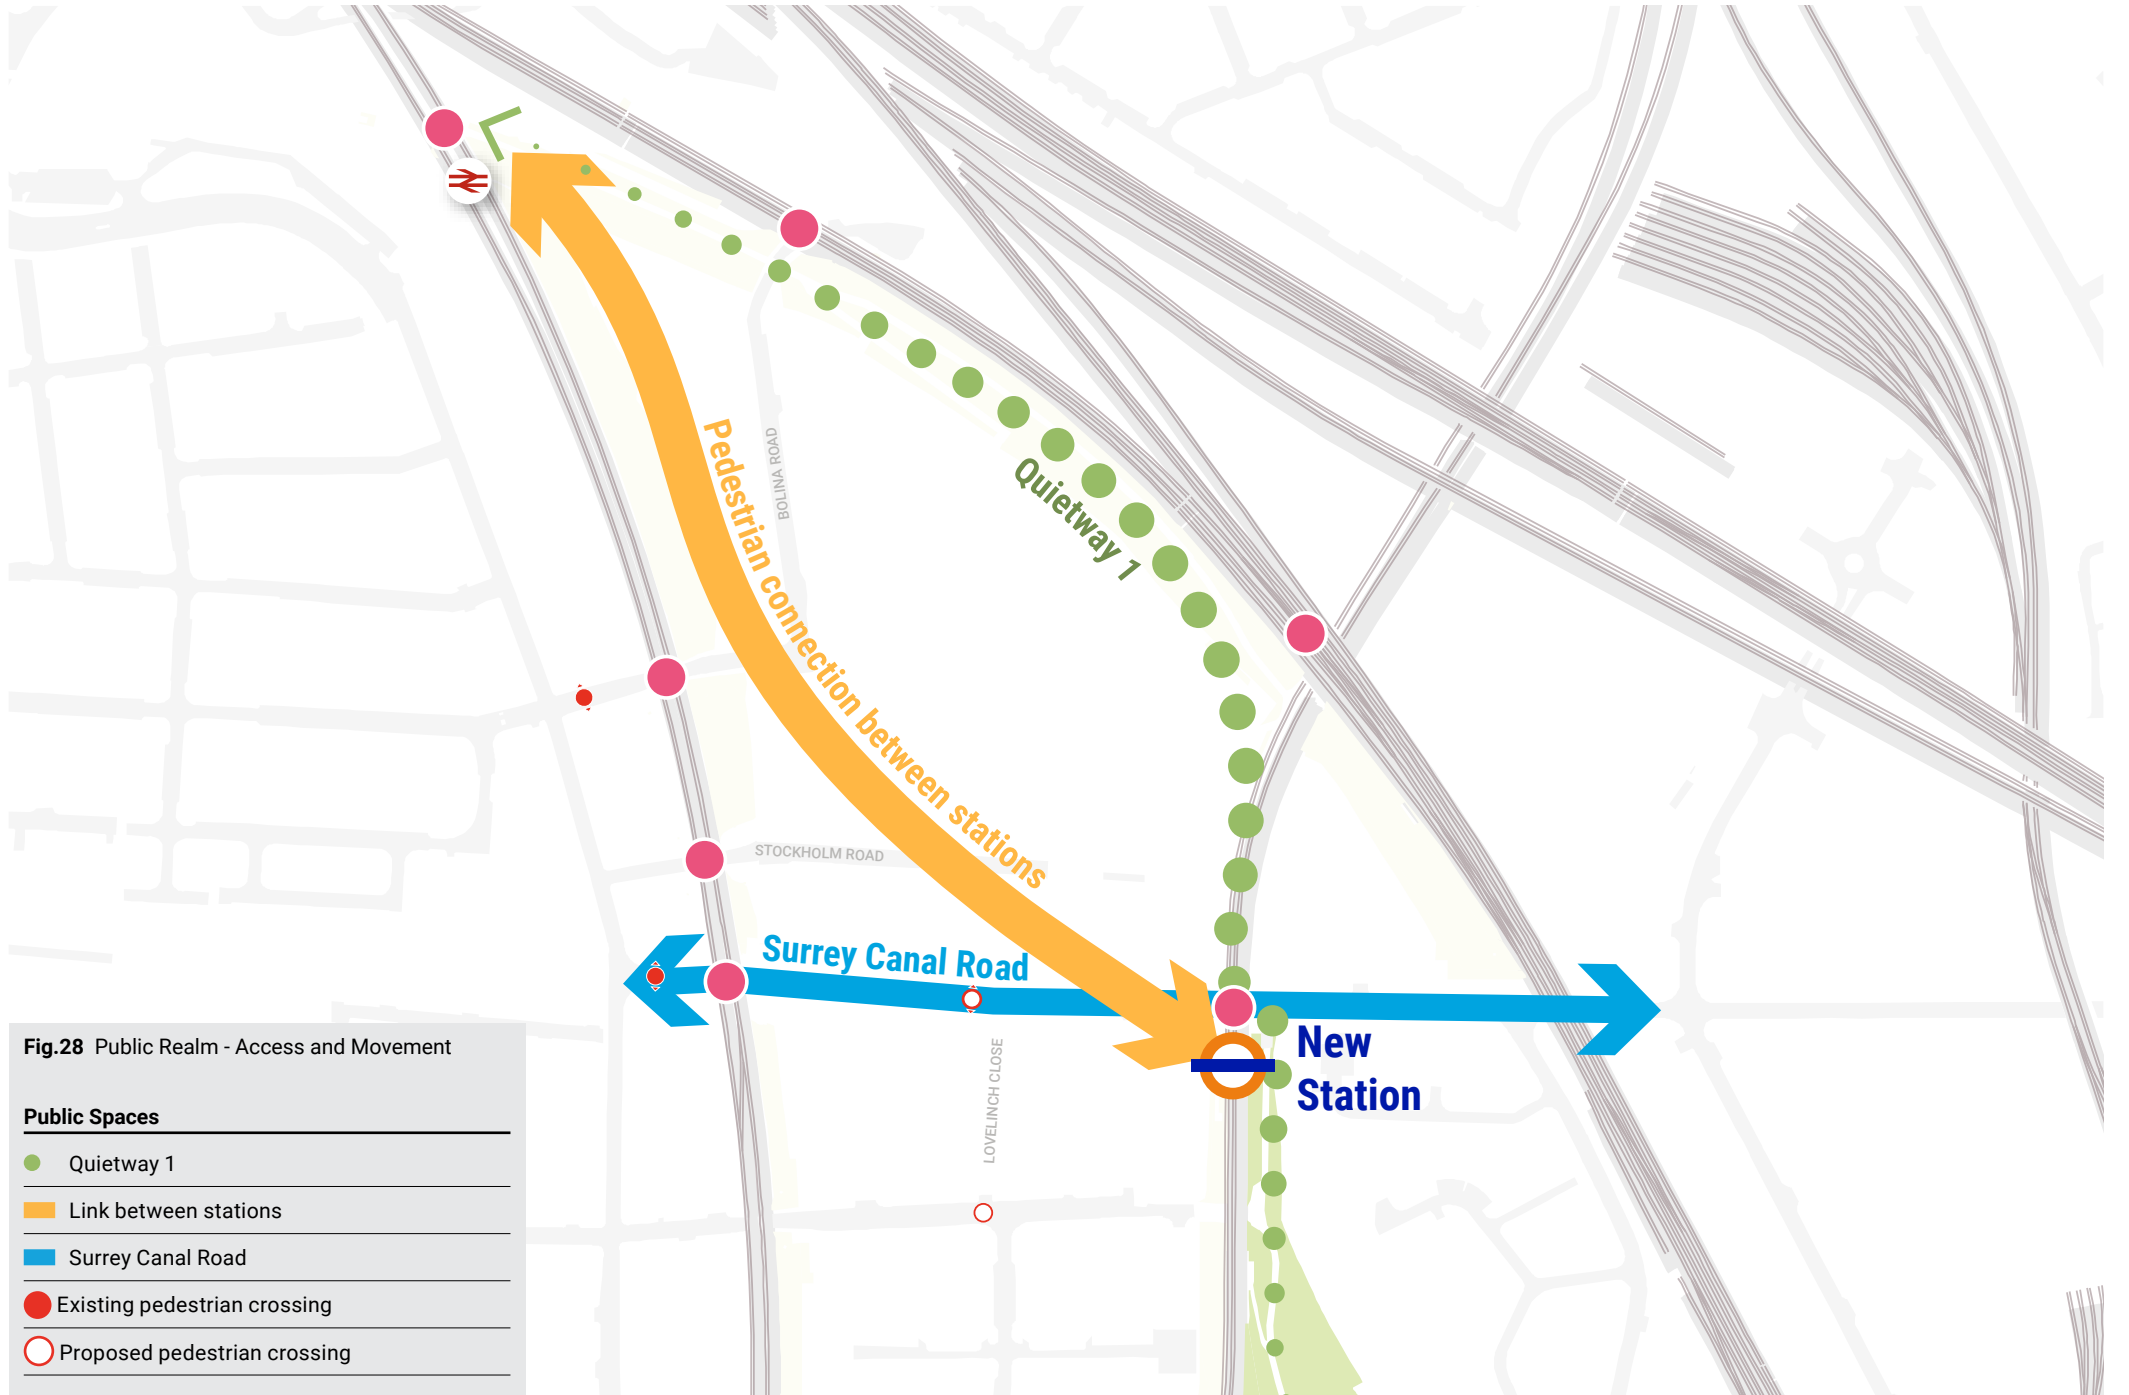 BOLINA ROAD
Pedestrian connection between stations
Quietway 1
STOCKHOLM ROAD
Surrey Canal Road
New
Station
LOVELINCH CLOSE
Fig.28 Public Realm - Access and Movement
Public Spaces
Quietway 1
Link between stations
Surrey Canal Road
Existing pedestrian crossing
Proposed pedestrian crossing